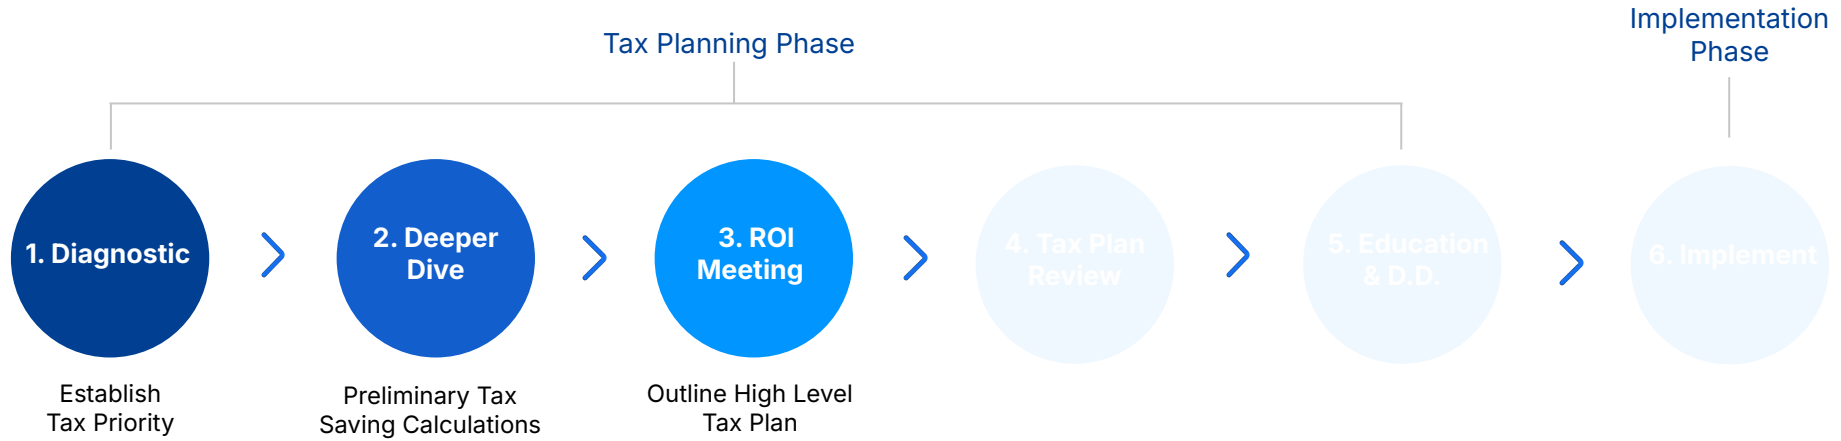 Tax Planning Phase
Implementation
Phase
1. Diagnostic
2. Deeper
Dive
3. ROI
Meeting
4. Tax Plan
Review
5. Education
& D.D.
6. Implement
Establish
Tax Priority
Preliminary Tax
Saving Calculations
Outline High Level
Tax Plan